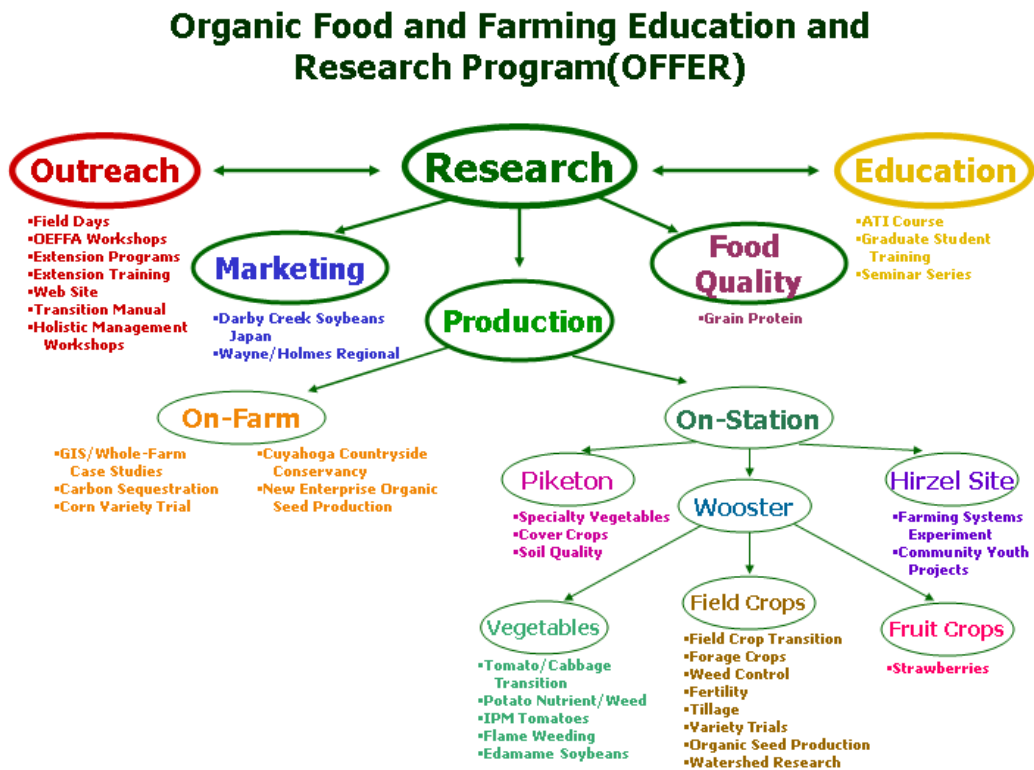 Organic Food and Farming Education and
Research Program(OFFER)
Outreach
Research
Education
▪Field Days
▪OEFFA Workshops
▪Extension Programs
▪Extension Training
▪Web Site
▪Transition Manual
▪Holistic Management
Workshops
Marketing
▪Darby Creek Soybeans
Japan
▪Wayne/Holmes Regional
Production
Food
Quality
▪Grain Protein
▪ATI Course
▪Graduate Student
Training
▪Seminar Series
On-Farm
▪GIS/Whole-Farm
Case Studies
▪Carbon Sequestration
▪Corn Variety Trial
▪Cuyahoga Countryside
Conservancy
▪New Enterprise Organic
Seed Production
On-Station
Piketon
▪Specialty Vegetables
▪Cover Crops
▪Soil Quality
Wooster
Hirzel Site
▪Farming Systems
Experiment
▪Community Youth
Projects
Vegetables
▪Tomato/Cabbage
Transition
▪Potato Nutrient/Weed
▪IPM Tomatoes
▪Flame Weeding
▪Edamame Soybeans
Field Crops
▪Field Crop Transition
▪Forage Crops
▪Weed Control
▪Fertility
▪Tillage
▪Variety Trials
▪Organic Seed Production
▪Watershed Research
Fruit Crops
▪Strawberries